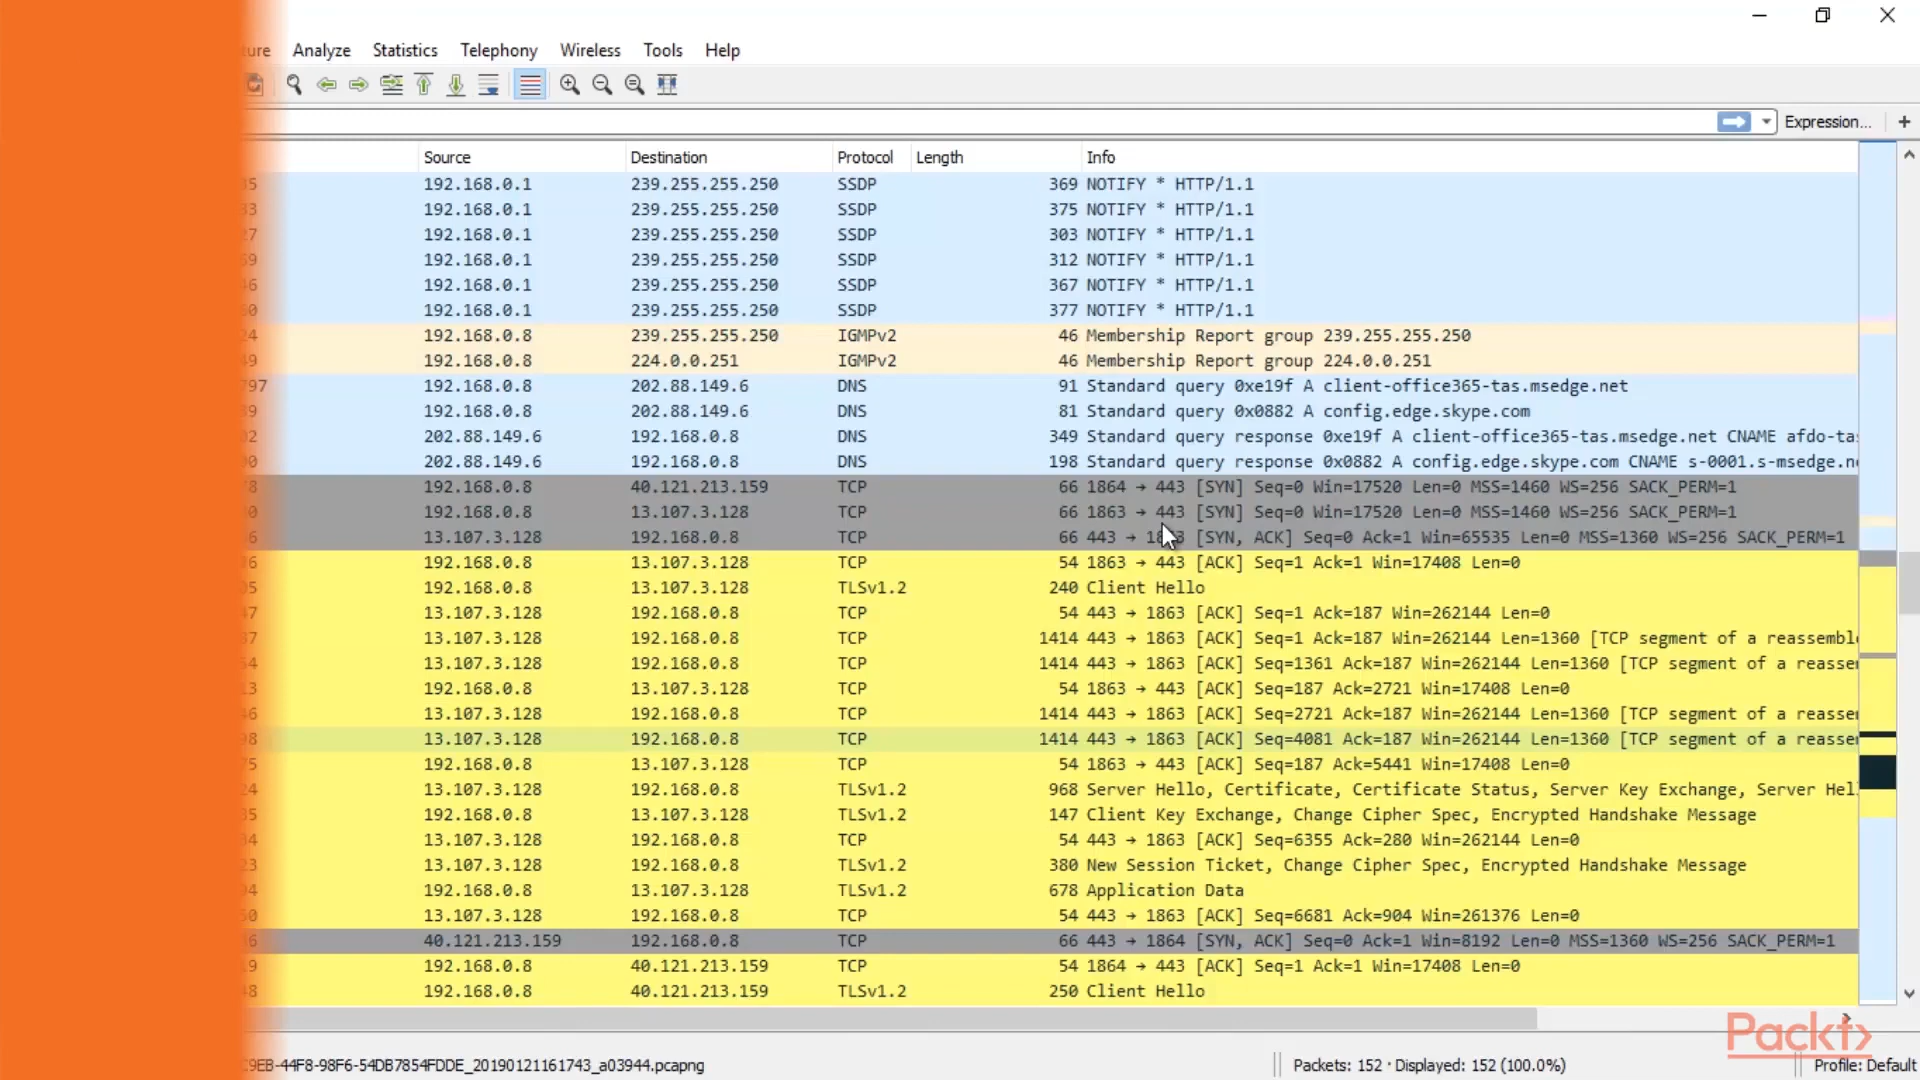 ture Analyze Statistics Telephony Wireless Tools Help
Expression... +
Source Destination Protocol Length Info
35 192.168.0.1 239.255.255.250 SSDP 369 NOTIFY * HTTP/1.1
33 192.168.0.1 239.255.255.250 SSDP 375 NOTIFY * HTTP/1.1
27 192.168.0.1 239.255.255.250 SSDP 303 NOTIFY * HTTP/1.1
59 192.168.0.1 239.255.255.250 SSDP 312 NOTIFY * HTTP/1.1
46 192.168.0.1 239.255.255.250 SSDP 367 NOTIFY * HTTP/1.1
192.168.0.1 239.255.255.250 SSDP 377 NOTIFY * HTTP/1.1
24 192.168.0.8 239.255.255.250 IGMPv2 46 Membership Report group 239.255.255.250
49 192.168.0.8 224.0.0.251 IGMPv2 46 Membership Report group 224.0.0.251
797 192.168.0.8 202.88.149.6 DNS 91 Standard query 0xe19f A client-office365-tas.msedge.net
39 192.168.0.8 202.88.149.6 DNS 81 Standard query 0x0882 A config.edge.skype.com
202.88.149.6 192.168.0.8 DNS 349 Standard query response 0xe19f A client-office365-tas.msedge.net CNAME afdo-tas
202.88.149.6 192.168.0.8 DNS 198 Standard query response 0x0882 A config.edge.skype.com CNAME s-0001.s-msedge.ne
192.168.0.8 40.121.213.159 TCP 66 1864 → 443 [SYN] Seq=0 Win=17520 Len=0 MSS=1460 WS=256 SACK_PERM=1
192.168.0.8 13.107.3.128 TCP 66 1863 → 443 [SYN] Seq=0 Win=17520 Len=0 MSS=1460 WS=256 SACK_PERM=1
13.107.3.128 192.168.0.8 TCP 66 443 → 1863 [SYN, ACK] Seq=0 Ack=1 Win=65535 Len=0 MSS=1360 WS=256 SACK_PERM=1
192.168.0.8 13.107.3.128 TCP 54 1863 → 443 [ACK] Seq=1 Ack=1 Win=17408 Len=0
192.168.0.8 13.107.3.128 TLSv1.2 240 Client Hello
47 13.107.3.128 192.168.0.8 TCP 54 443 → 1863 [ACK] Seq=1 Ack=187 Win=262144 Len=0
37 13.107.3.128 192.168.0.8 TCP 1414 443 → 1863 [ACK] Seq=1 Ack=187 Win=262144 Len=1360 [TCP segment of a reassembl
54 13.107.3.128 192.168.0.8 TCP 1414 443 → 1863 [ACK] Seq=1361 Ack=187 Win=262144 Len=1360 [TCP segment of a reasse
13 192.168.0.8 13.107.3.128 TCP 54 1863 → 443 [ACK] Seq=187 Ack=2721 Win=17408 Len=0
46 13.107.3.128 192.168.0.8 TCP 1414 443 → 1863 [ACK] Seq=2721 Ack=187 Win=262144 Len=1360 [TCP segment of a reasse
98 13.107.3.128 192.168.0.8 TCP 1414 443 → 1863 [ACK] Seq=4081 Ack=187 Win=262144 Len=1360 [TCP segment of a reasse
75 192.168.0.8 13.107.3.128 TCP 54 1863 → 443 [ACK] Seq=187 Ack=5441 Win=17408 Len=0
24 13.107.3.128 192.168.0.8 TLSv1.2 968 Server Hello, Certificate, Certificate Status, Server Key Exchange, Server Hel
35 192.168.0.8 13.107.3.128 TLSv1.2 147 Client Key Exchange, Change Cipher Spec, Encrypted Handshake Message
13.107.3.128 192.168.0.8 TCP 54 443 → 1863 [ACK] Seq=6355 Ack=280 Win=262144 Len=0
23 13.107.3.128 192.168.0.8 TLSv1.2 380 New Session Ticket, Change Cipher Spec, Encrypted Handshake Message
192.168.0.8 13.107.3.128 TLSv1.2 678 Application Data
13.107.3.128 192.168.0.8 TCP 54 443 → 1863 [ACK] Seq=6681 Ack=904 Win=261376 Len=0
40.121.213.159 192.168.0.8 TCP 66 443 → 1864 [SYN, ACK] Seq=0 Ack=1 Win=8192 Len=0 MSS=1360 WS=256 SACK_PERM=1
192.168.0.8 40.121.213.159 TCP 54 1864 → 443 [ACK] Seq=1 Ack=1 Win=17408 Len=0
192.168.0.8 40.121.213.159 TLSv1.2 250 Client Hello
Packt>
C9EB-44F8-98F6-54DB7854FDDE_20190121161743_a03944.pcapng Packets: 152 · Displayed: 152 (100.0%) Profile: Default